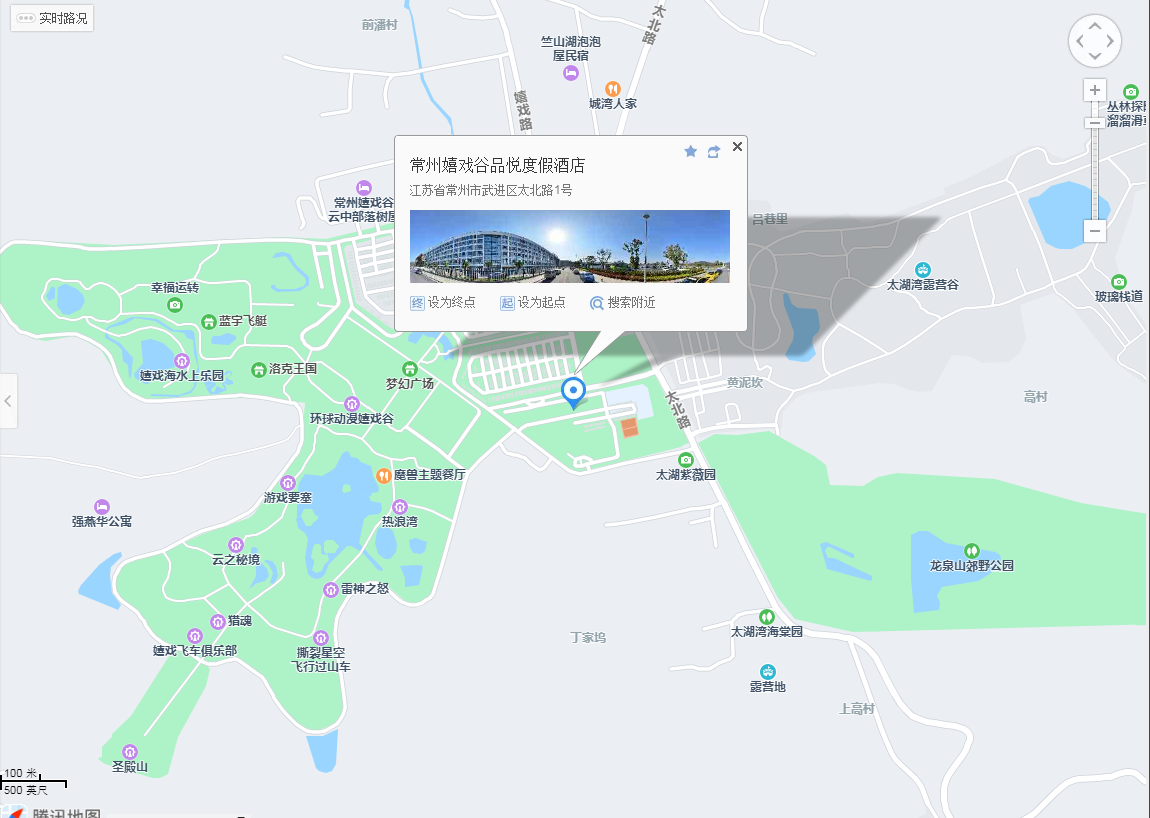 实时路况
前潘村
太北路
竺山湖泡泡
屋民宿
城湾人家
嬉戏路
丛林探
溜溜滑
常州嬉戏谷品悦度假酒店
江苏省常州市武进区太北路1号
终 设为终点
起 设为起点
搜索附近
常州嬉戏谷
云中部落树屋
吕巷里
太湖湾露营谷
玻璃栈道
幸福运转
蓝宇飞艇
嬉戏海水上乐园
洛克王国
梦幻广场
黄泥坎
高村
环球动漫嬉戏谷
太北路
魔兽主题餐厅
太湖紫薇园
游戏要塞
热浪湾
强燕华公寓
云之秘境
龙泉山郊野公园
雷神之怒
猎魂
嬉戏飞车俱乐部
撕裂星空
飞行过山车
丁家坞
太湖湾海棠园
露营地
上高村
圣殿山
100 米
500 英尺
腾讯地图